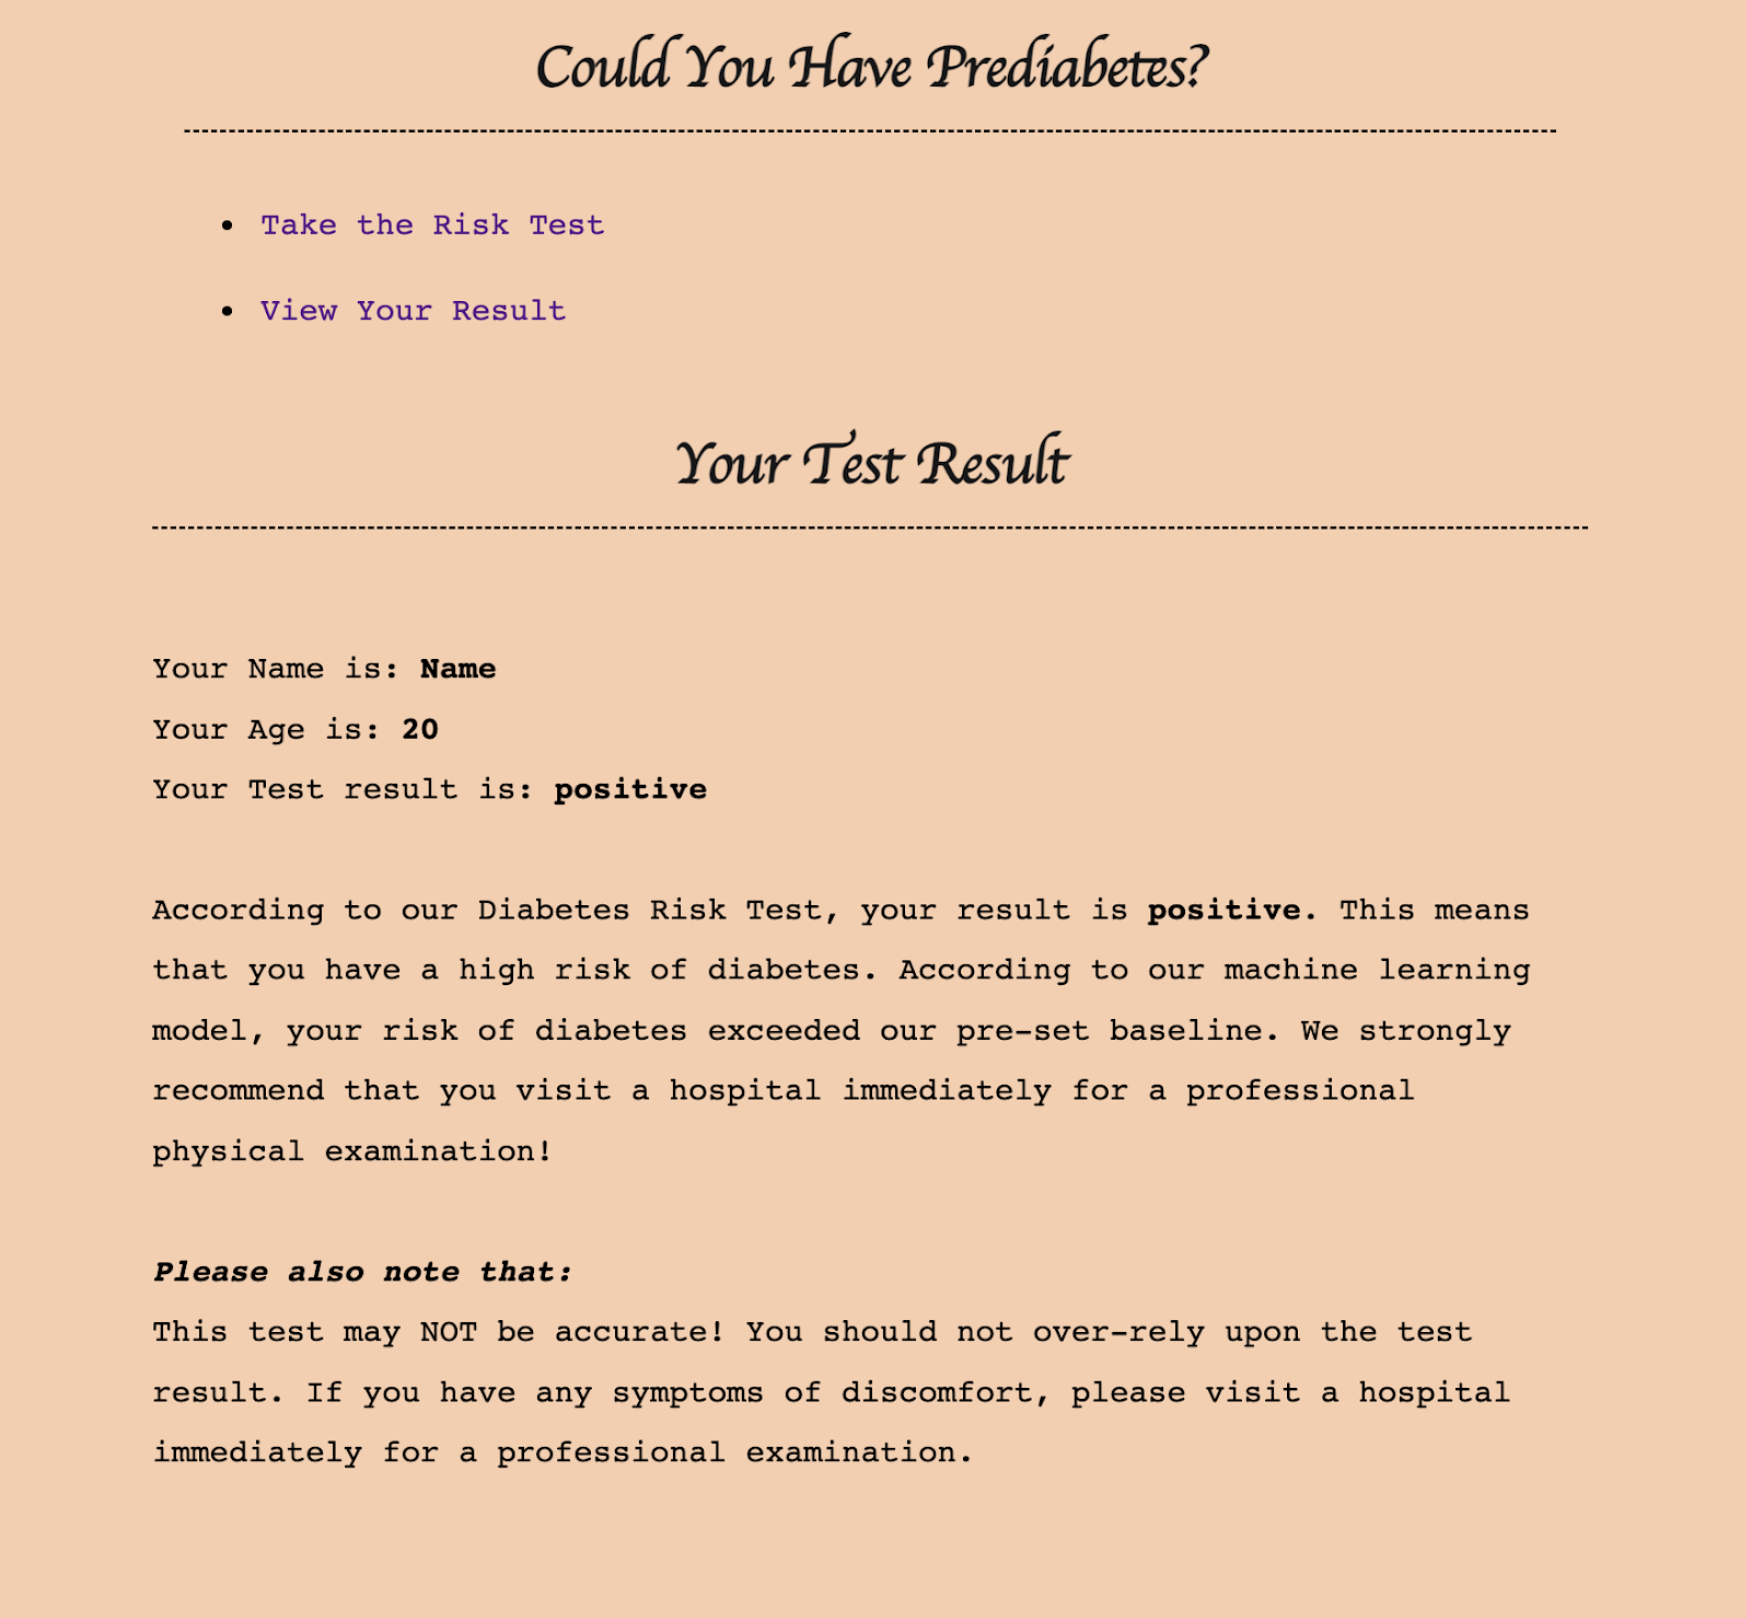 Could You Have Prediabetes?
Take the Risk Test
View Your Result
Your Test Result
Your Name is: Name
Your Age is: 20
Your Test result is: positive
According to our Diabetes Risk Test, your result is positive. This means
that you have a high risk of diabetes. According to our machine learning
model, your risk of diabetes exceeded our pre-set baseline. We strongly
recommend that you visit a hospital immediately for a professional
physical examination!
Please also note that:
This test may NOT be accurate! You should not over-rely upon the test
result. If you have any symptoms of discomfort, please visit a hospital
immediately for a professional examination.